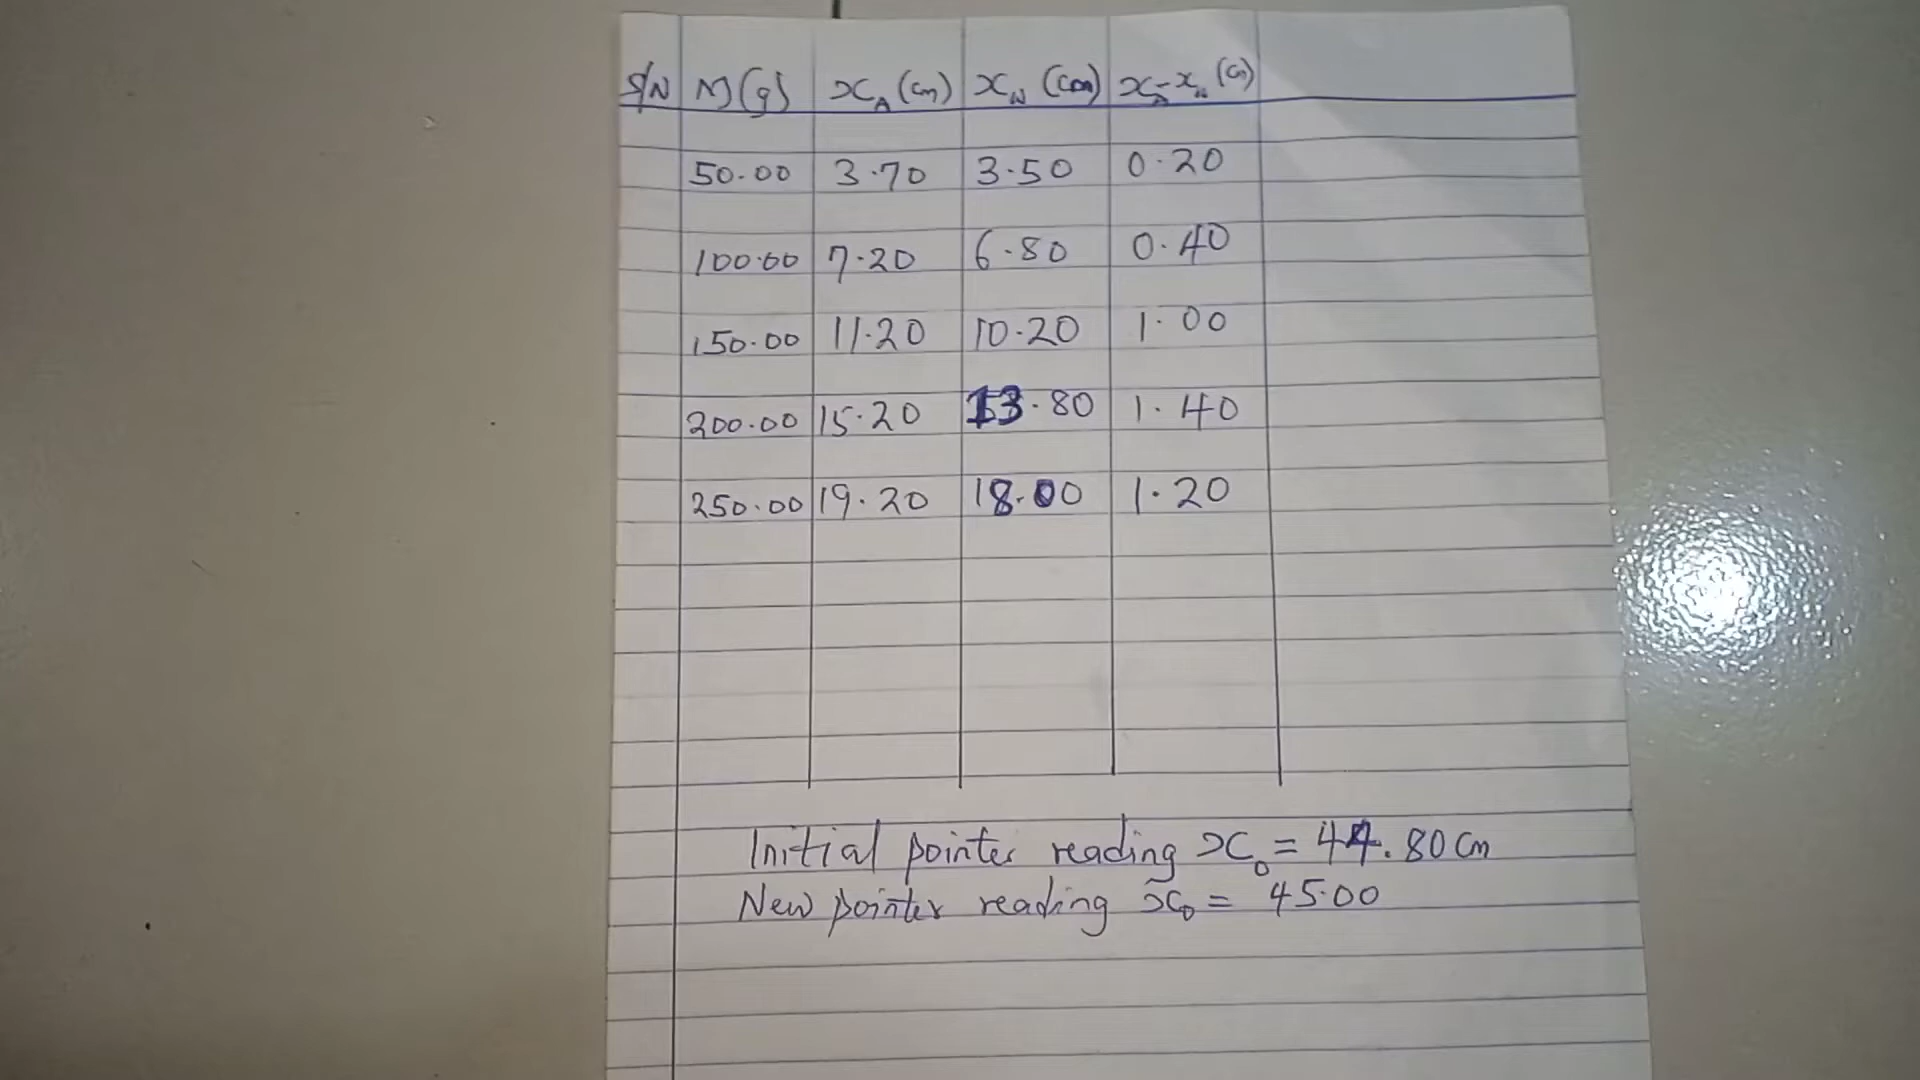 S/N M(g) xA (cm) xW (cm) xA-xW (cm)
50.00 3.70 3.50 0.20
100.00 7.20 6.80 0.40
150.00 11.20 10.20 1.00
200.00 15.20 13.80 1.40
250.00 19.20 18.00 1.20
Initial pointer reading x0 = 44.80 cm
New pointer reading x0 = 45.00